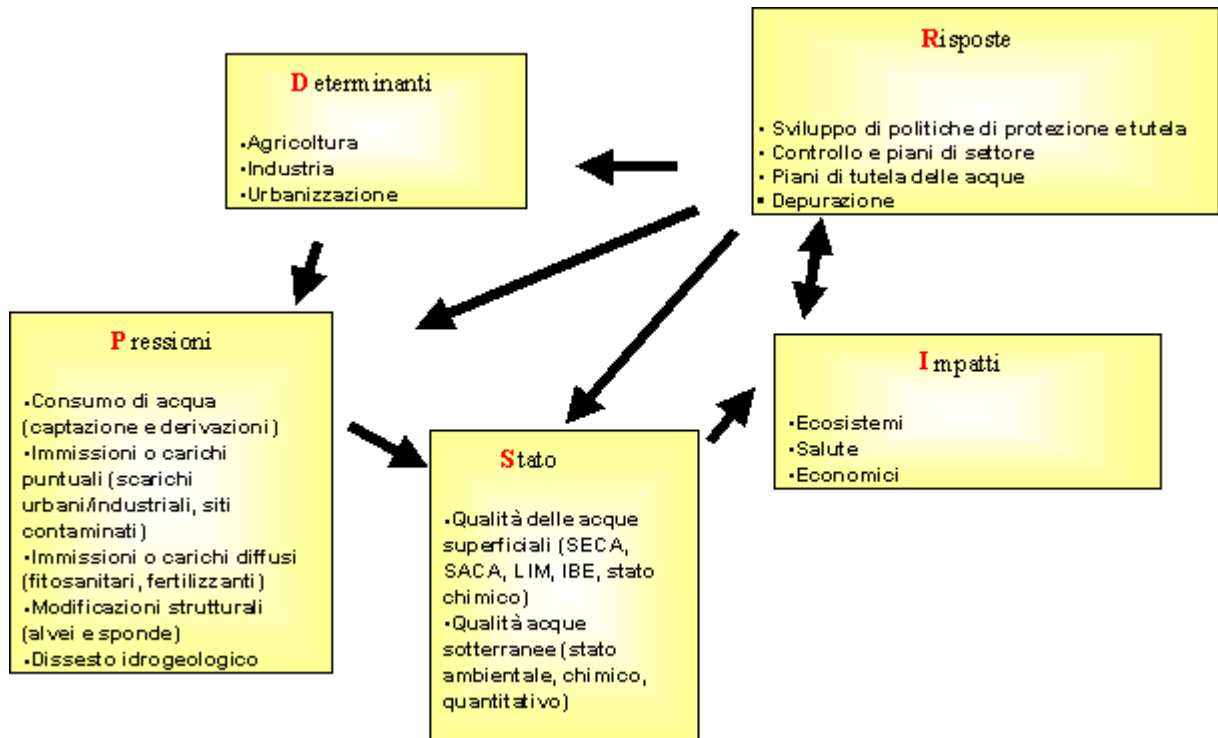 Determinanti
•Agricoltura
•Industria
•Urbanizzazione
Risposte
• Sviluppo di politiche di protezione e tutela
• Controllo e piani di settore
• Piani di tutela delle acque
▪ Depurazione
Pressioni
•Consumo di acqua
(captazione e derivazioni)
•Immissioni o carichi
puntuali (scarichi
urbani/industriali, siti
contaminati)
•Immissioni o carichi diffusi
(fitosanitari, fertilizzanti)
•Modificazioni strutturali
(alvei e sponde)
•Dissesto idrogeologico
Stato
•Qualità delle acque
superficiali (SECA,
SACA, LIM, IBE, stato
chimico)
•Qualità acque
sotterranee (stato
ambientale, chimico,
quantitativo)
Impatti
•Ecosistemi
•Salute
•Economici